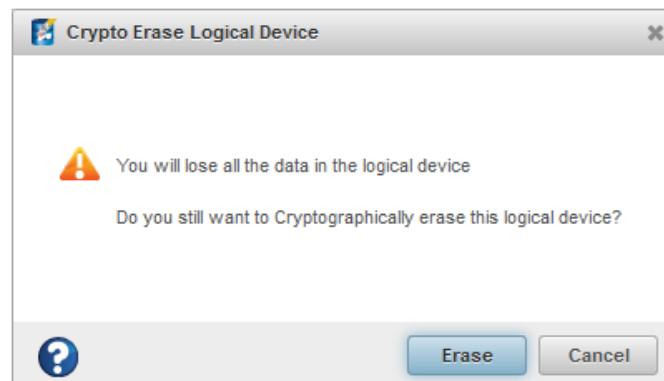 Crypto Erase Logical Device
You will lose all the data in the logical device
Do you still want to Cryptographically erase this logical device?
Erase
Cancel